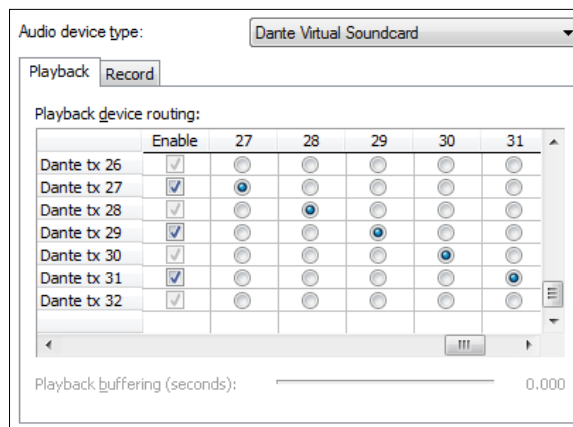 Audio device type: Dante Virtual Soundcard
Playback Record
Playback device routing:
Enable 27 28 29 30 31
Dante tx 26
Dante tx 27
Dante tx 28
Dante tx 29
Dante tx 30
Dante tx 31
Dante tx 32
Playback buffering (seconds): 0.000